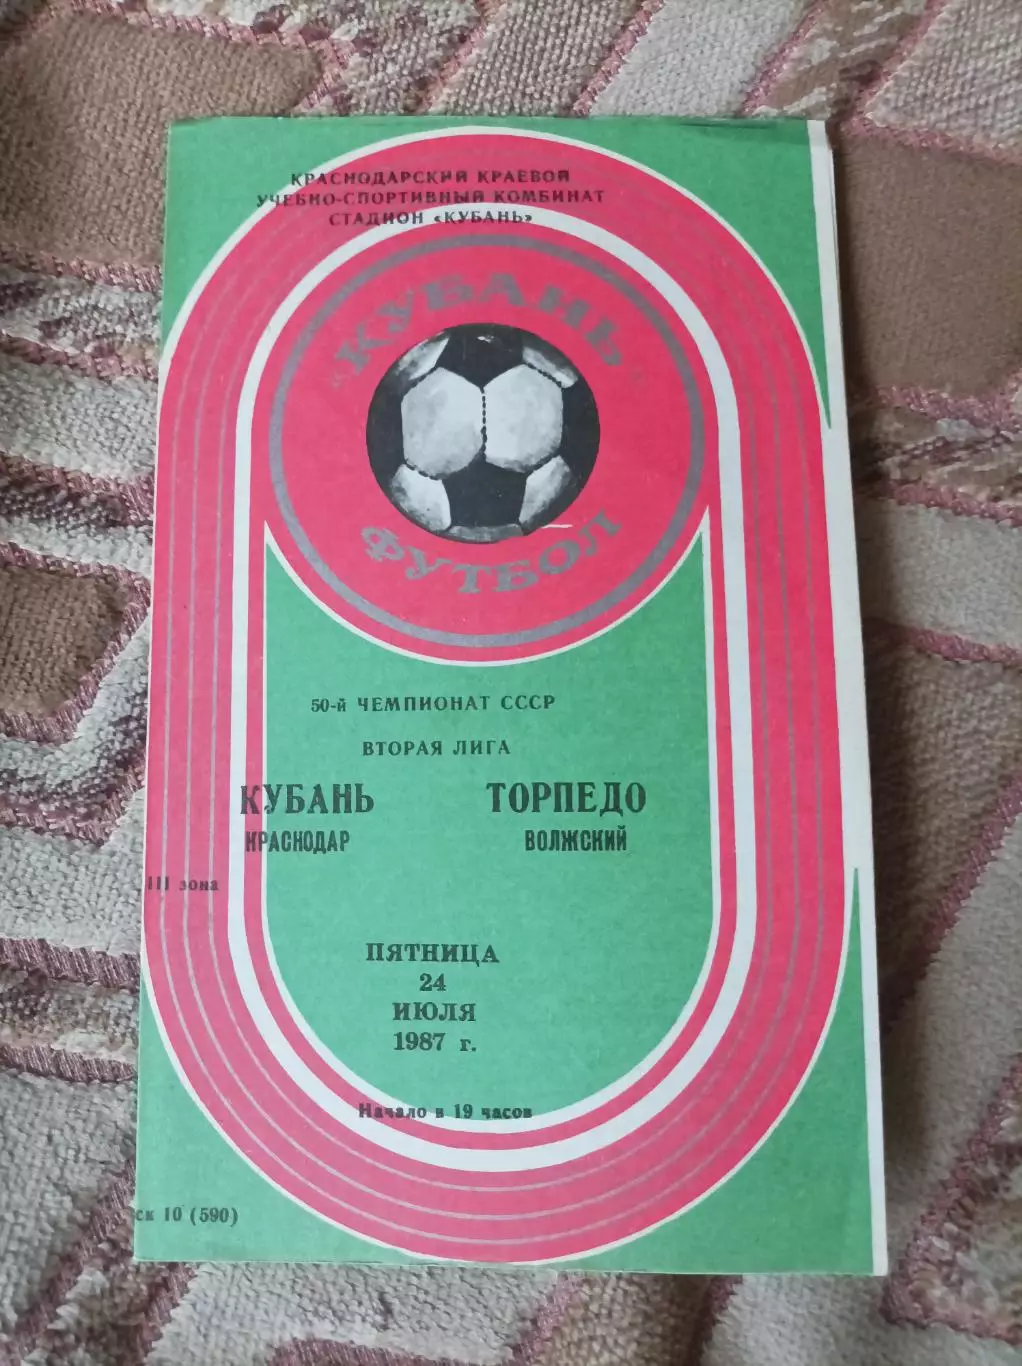 КРАСНОДАРСКИЙ КРАЕВОЙ
УЧЕБНО-СПОРТИВНЫЙ КОМБИНАТ
СТАДИОН «КУБАНЬ»
"КУБАНЬ"
ФУТБОЛ
50-й ЧЕМПИОНАТ СССР
ВТОРАЯ ЛИГА
КУБАНЬ ТОРПЕДО
КРАСНОДАР ВОЛЖСКИЙ
III зона
ПЯТНИЦА
24
ИЮЛЯ
1987 г.
Начало в 19 часов
ск 10 (590)